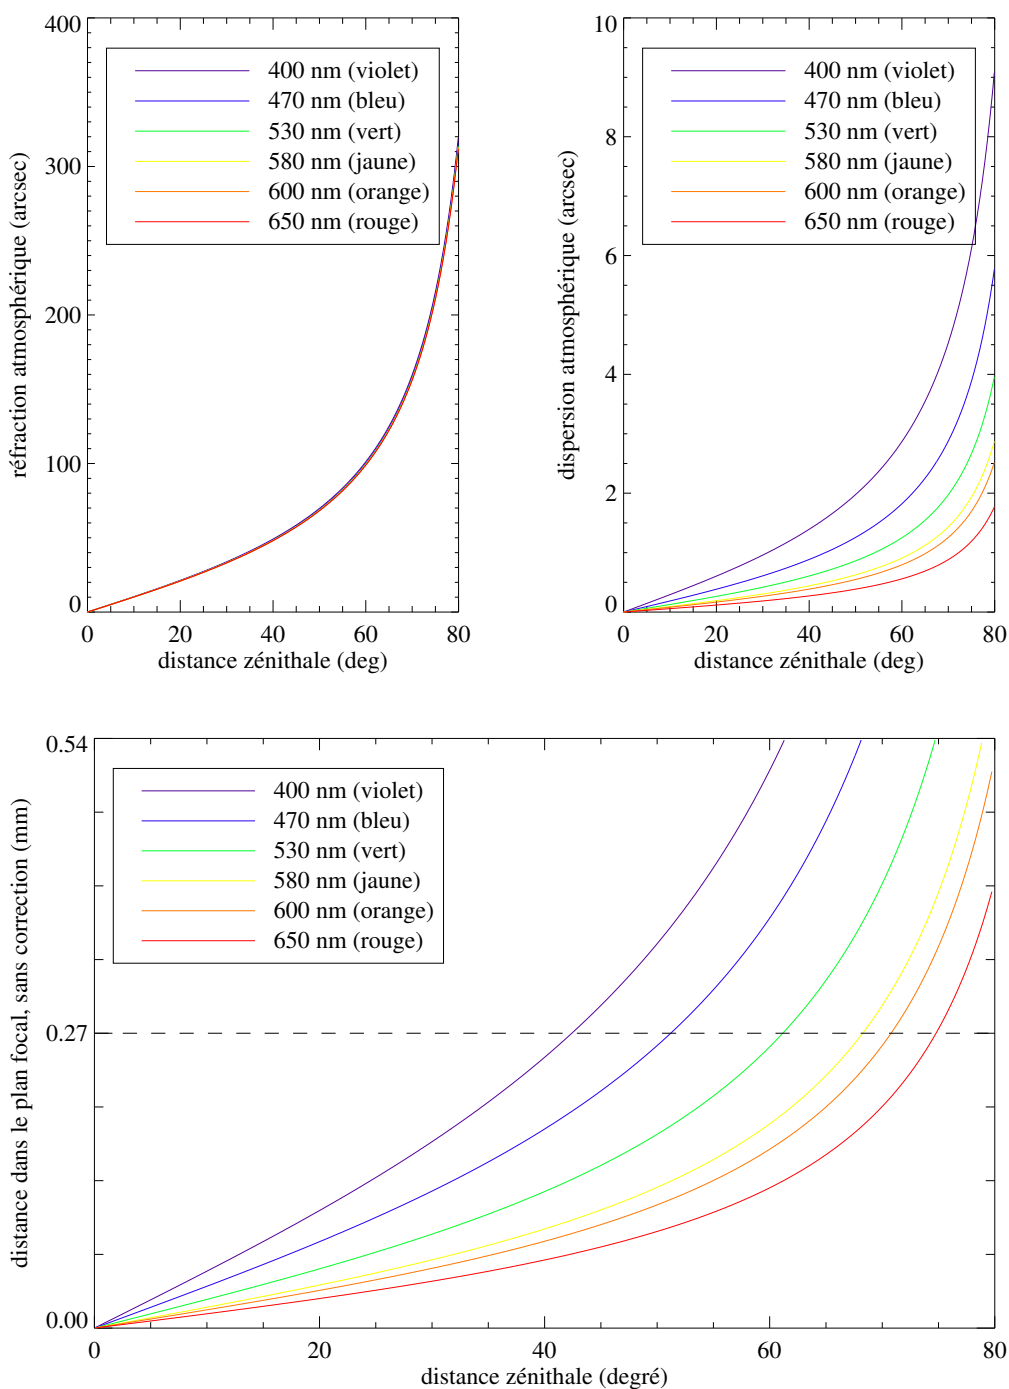 400
300
200
100
0
réfraction atmosphérique (arcsec)
400 nm (violet)
470 nm (bleu)
530 nm (vert)
580 nm (jaune)
600 nm (orange)
650 nm (rouge)
0 20 40 60 80
distance zénithale (deg)
10
8
6
4
2
0
dispersion atmosphérique (arcsec)
400 nm (violet)
470 nm (bleu)
530 nm (vert)
580 nm (jaune)
600 nm (orange)
650 nm (rouge)
0 20 40 60 80
distance zénithale (deg)
0.54
0.27
0.00
distance dans le plan focal, sans correction (mm)
400 nm (violet)
470 nm (bleu)
530 nm (vert)
580 nm (jaune)
600 nm (orange)
650 nm (rouge)
0 20 40 60 80
distance zénithale (degré)